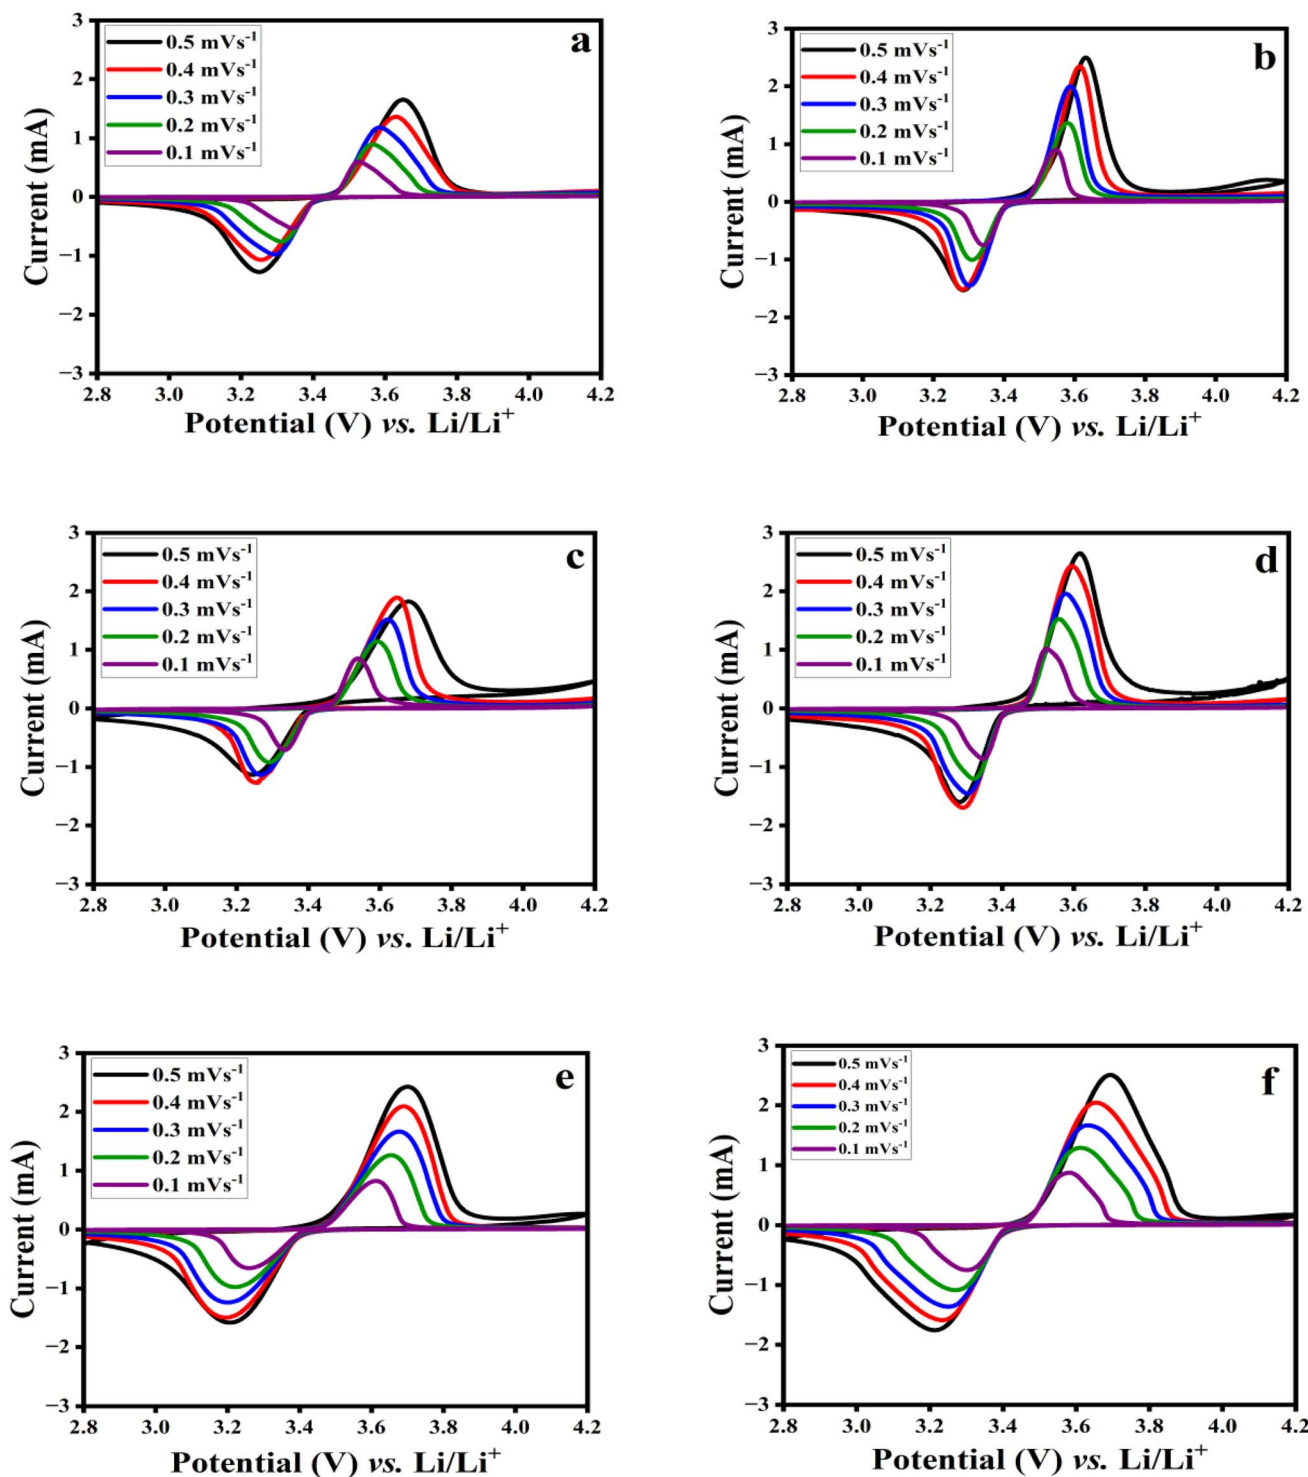 a
0.5 mVs⁻¹
0.4 mVs⁻¹
0.3 mVs⁻¹
0.2 mVs⁻¹
0.1 mVs⁻¹
Current (mA)
3
2
1
0
−1
−2
−3
2.8 3.0 3.2 3.4 3.6 3.8 4.0 4.2
Potential (V) vs. Li/Li⁺
b
0.5 mVs⁻¹
0.4 mVs⁻¹
0.3 mVs⁻¹
0.2 mVs⁻¹
0.1 mVs⁻¹
Current (mA)
3
2
1
0
−1
−2
−3
2.8 3.0 3.2 3.4 3.6 3.8 4.0 4.2
Potential (V) vs. Li/Li⁺
c
0.5 mVs⁻¹
0.4 mVs⁻¹
0.3 mVs⁻¹
0.2 mVs⁻¹
0.1 mVs⁻¹
Current (mA)
3
2
1
0
−1
−2
−3
2.8 3.0 3.2 3.4 3.6 3.8 4.0 4.2
Potential (V) vs. Li/Li⁺
d
0.5 mVs⁻¹
0.4 mVs⁻¹
0.3 mVs⁻¹
0.2 mVs⁻¹
0.1 mVs⁻¹
Current (mA)
3
2
1
0
−1
−2
−3
2.8 3.0 3.2 3.4 3.6 3.8 4.0 4.2
Potential (V) vs. Li/Li⁺
e
0.5 mVs⁻¹
0.4 mVs⁻¹
0.3 mVs⁻¹
0.2 mVs⁻¹
0.1 mVs⁻¹
Current (mA)
3
2
1
0
−1
−2
−3
2.8 3.0 3.2 3.4 3.6 3.8 4.0 4.2
Potential (V) vs. Li/Li⁺
f
0.5 mVs⁻¹
0.4 mVs⁻¹
0.3 mVs⁻¹
0.2 mVs⁻¹
0.1 mVs⁻¹
Current (mA)
3
2
1
0
−1
−2
−3
2.8 3.0 3.2 3.4 3.6 3.8 4.0 4.2
Potential (V) vs. Li/Li⁺